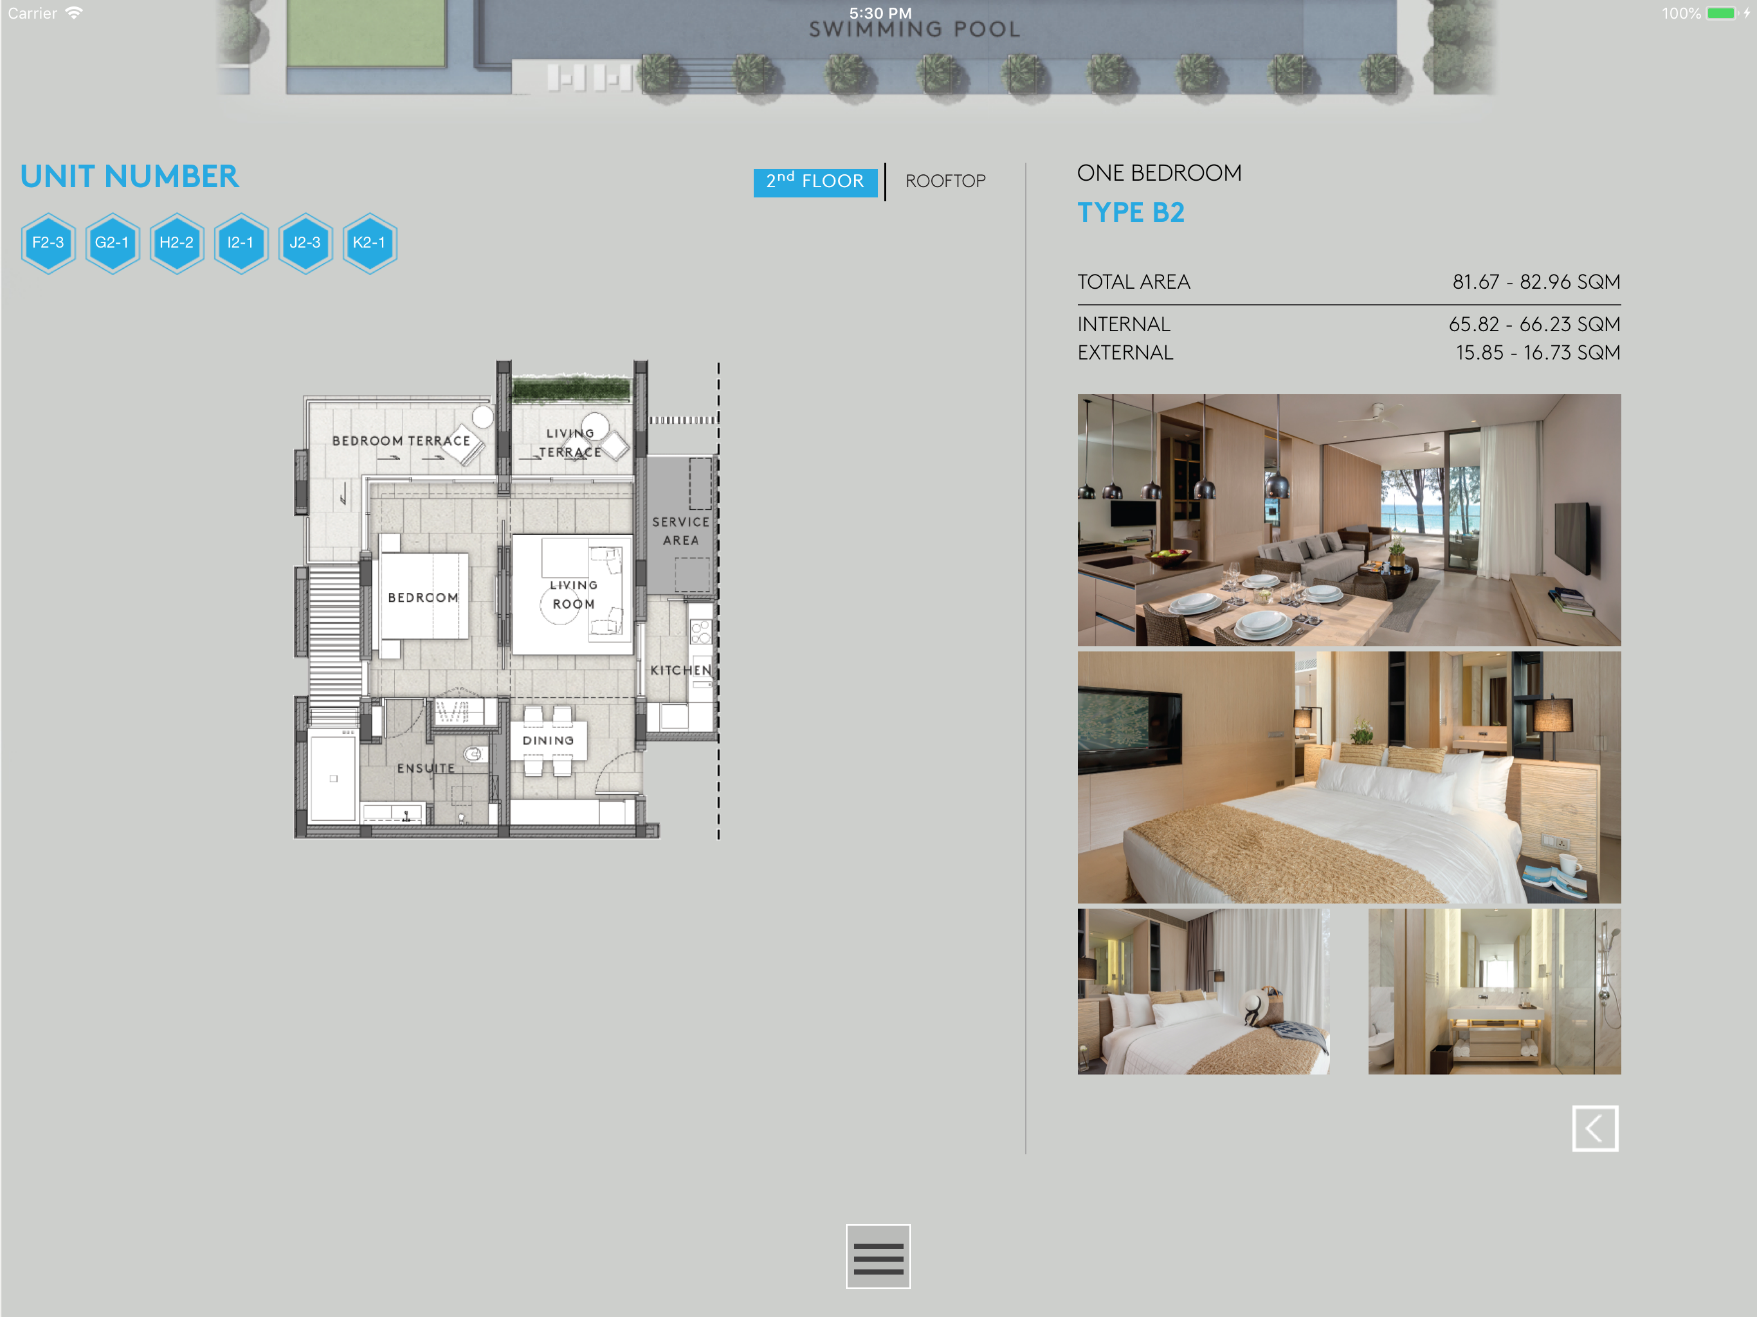 Carrier
5:30 PM
100%
SWIMMING POOL
UNIT NUMBER
F2-3
G2-1
H2-2
I2-1
J2-3
K2-1
2nd FLOOR
ROOFTOP
BEDROOM TERRACE
LIVING
TERRACE
SERVICE
AREA
BEDROOM
LIVING
ROOM
KITCHEN
DINING
ENSUITE
ONE BEDROOM
TYPE B2
TOTAL AREA 81.67 - 82.96 SQM
INTERNAL 65.82 - 66.23 SQM
EXTERNAL 15.85 - 16.73 SQM